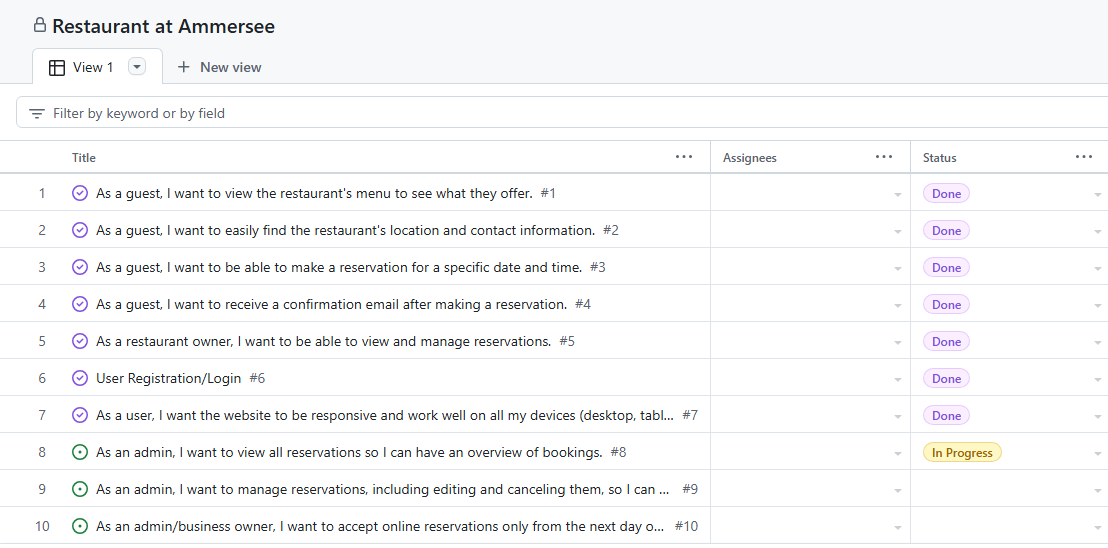 Restaurant at Ammersee
View 1 New view
Filter by keyword or by field
Title Assignees Status
1 As a guest, I want to view the restaurant's menu to see what they offer. #1 Done
2 As a guest, I want to easily find the restaurant's location and contact information. #2 Done
3 As a guest, I want to be able to make a reservation for a specific date and time. #3 Done
4 As a guest, I want to receive a confirmation email after making a reservation. #4 Done
5 As a restaurant owner, I want to be able to view and manage reservations. #5 Done
6 User Registration/Login #6 Done
7 As a user, I want the website to be responsive and work well on all my devices (desktop, tabl... #7 Done
8 As an admin, I want to view all reservations so I can have an overview of bookings. #8 In Progress
9 As an admin, I want to manage reservations, including editing and canceling them, so I can ... #9
10 As an admin/business owner, I want to accept online reservations only from the next day o... #10